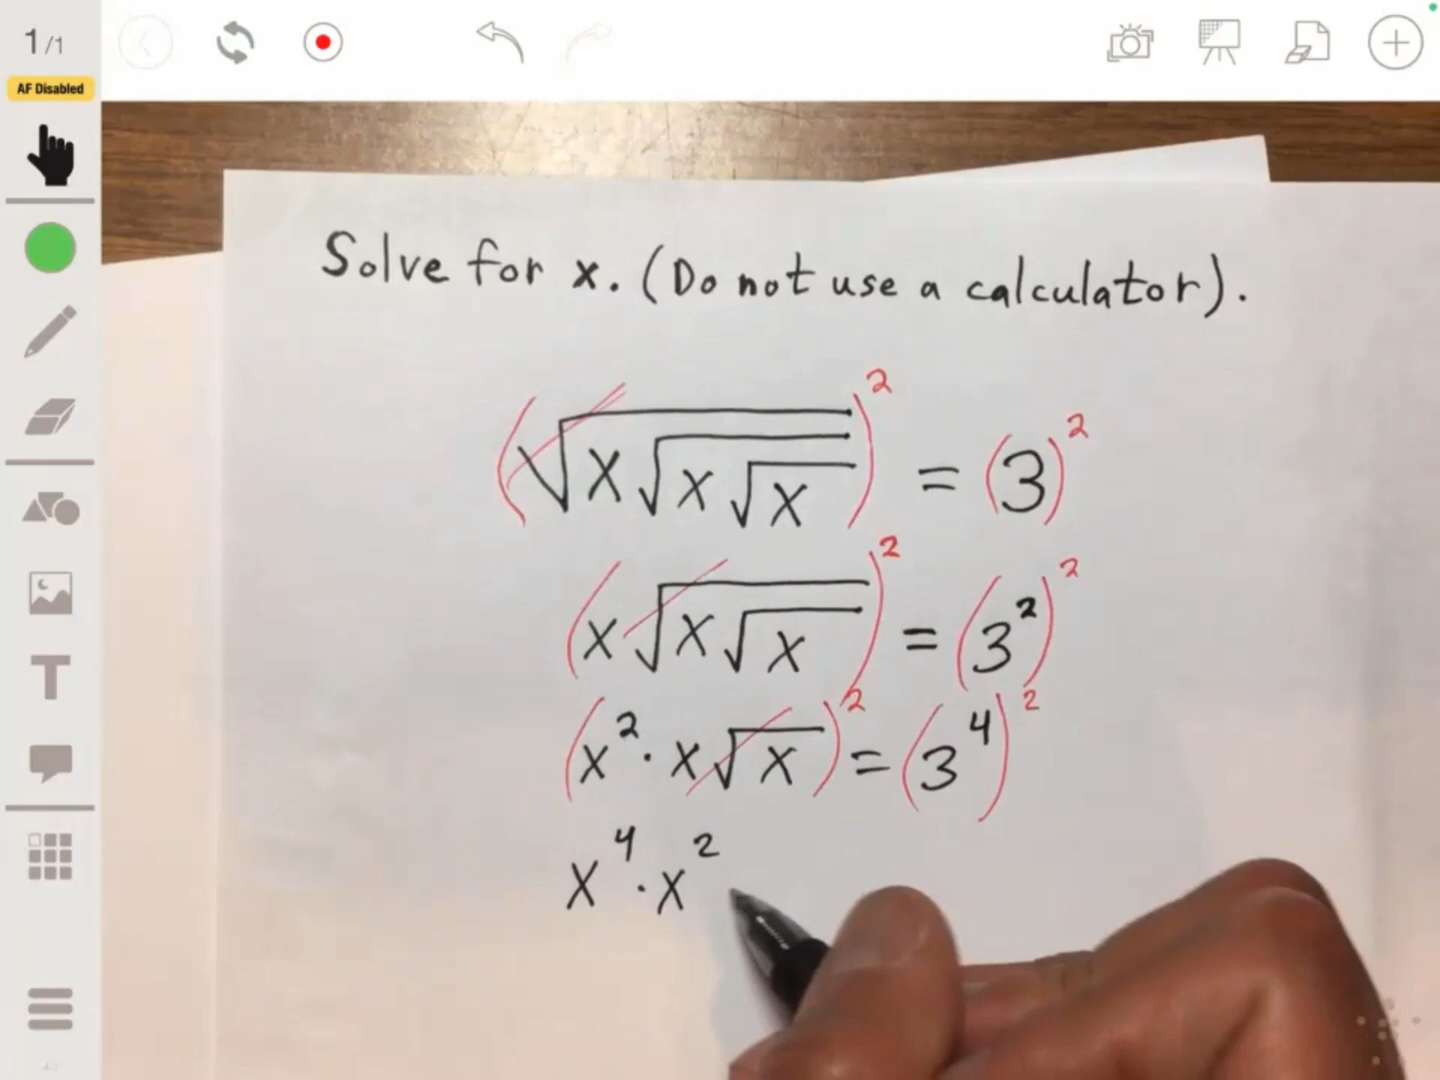 1/1
AF Disabled
T
Solve for x. (Do not use a calculator).
(√(x√(x√x)))² = (3)²
(x√(x√x))² = (3²)²
(x²·x√x)² = (3⁴)²
x⁴·x²